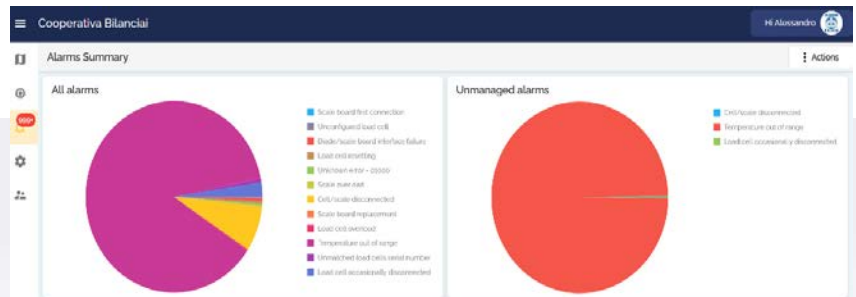 Cooperativa Bilanciai
Hi Alessandro
Alarms Summary
Actions
999+
All alarms
Scale board first connection
Unconfigured load cell
Diade/scale board interface failure
Load cell resetting
Unknown error - 05000
Scale over east
Cell/scale disconnected
Scale board replacement
Load cell overload
Temperature out of range
Unmatched load cells serial number
Load cell occasionally disconnected
Unmanaged alarms
Cell/scale disconnected
Temperature out of range
Load cell occasionally disconnected